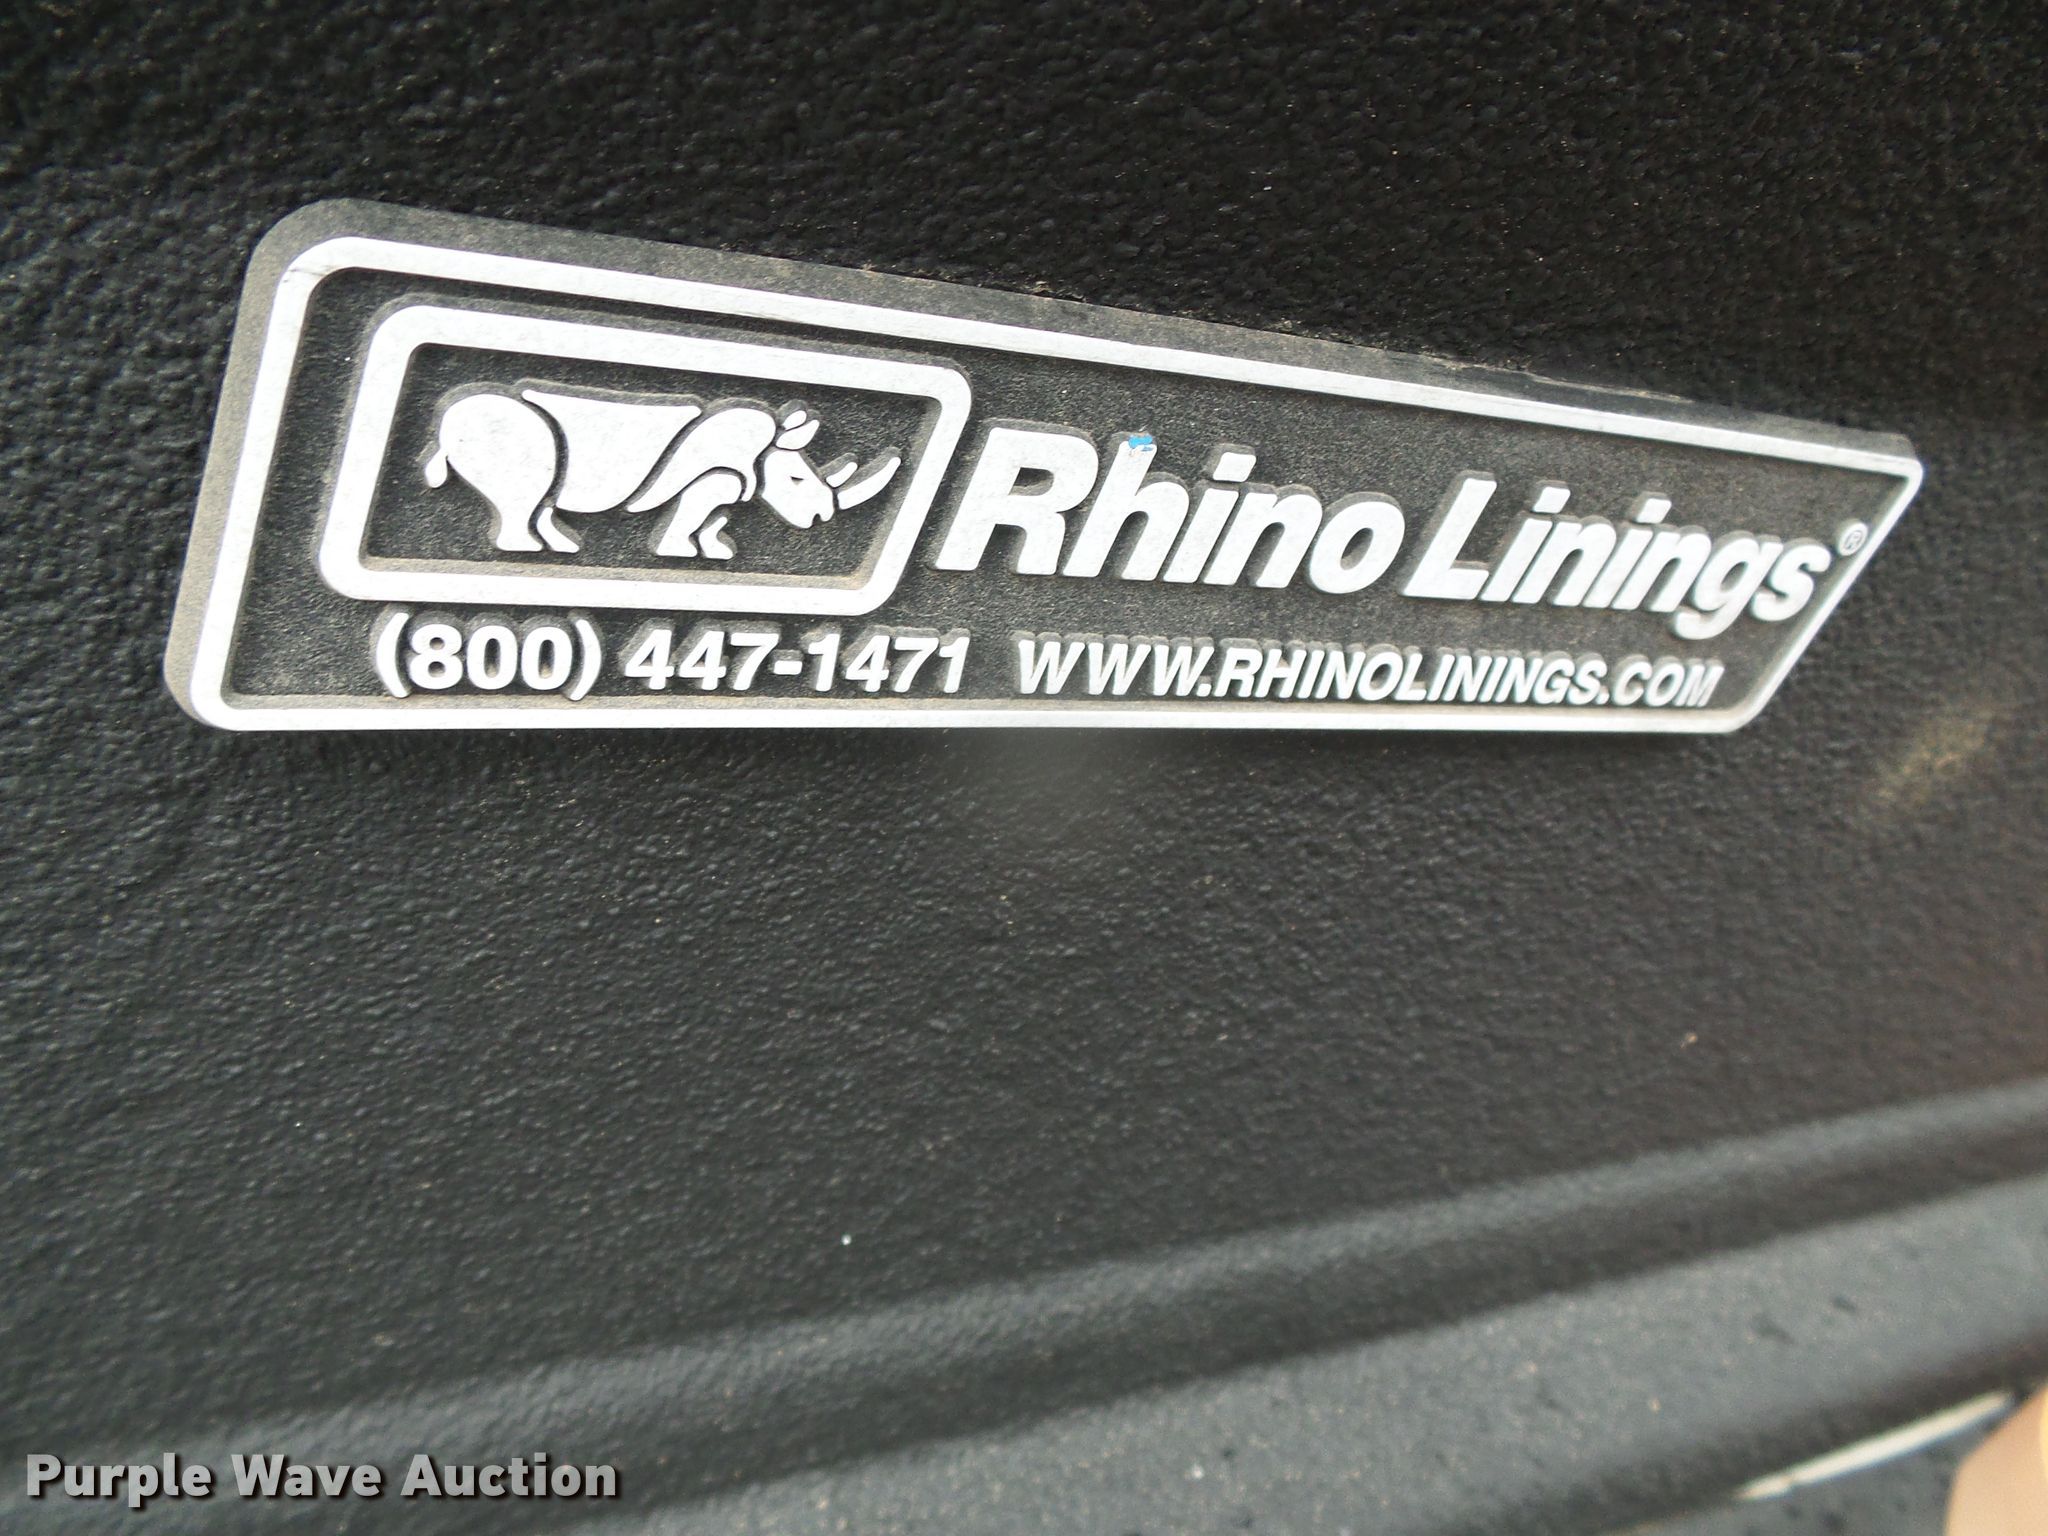 Rhino Linings®
(800) 447-1471 WWW.RHINOLININGS.COM
Purple Wave Auction